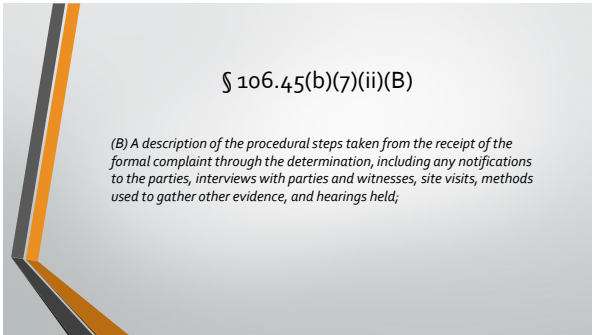 § 106.45(b)(7)(ii)(B)
(B) A description of the procedural steps taken from the receipt of the
formal complaint through the determination, including any notifications
to the parties, interviews with parties and witnesses, site visits, methods
used to gather other evidence, and hearings held;